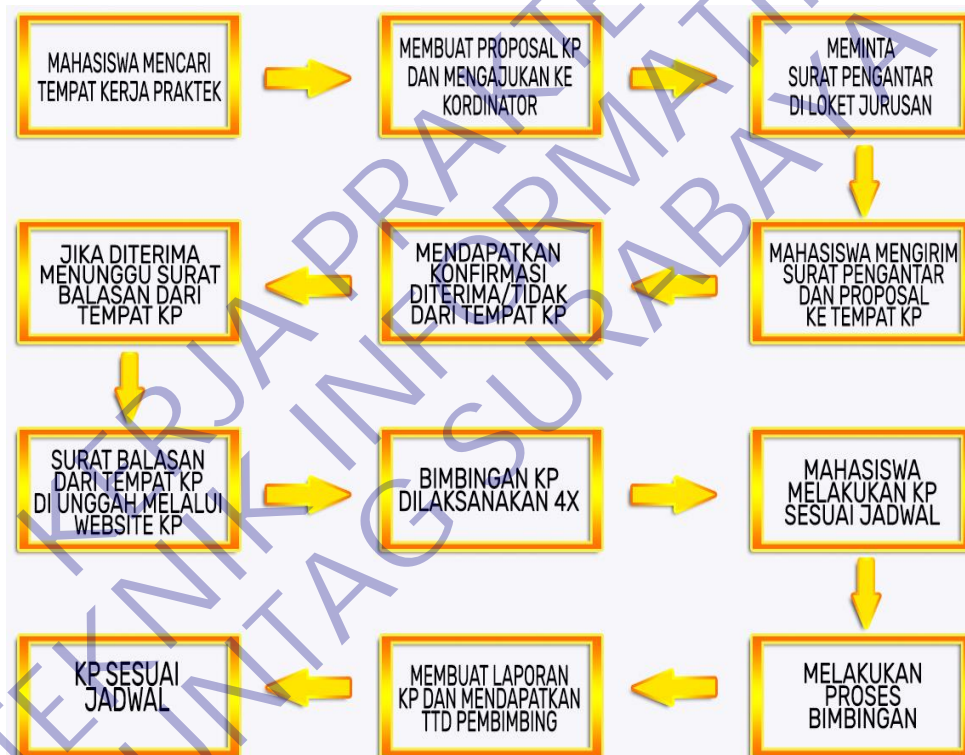 MAHASISWA MENCARI
TEMPAT KERJA PRAKTEK
MEMBUAT PROPOSAL KP
DAN MENGAJUKAN KE
KORDINATOR
MEMINTA
SURAT PENGANTAR
DI LOKET JURUSAN
MAHASISWA MENGIRIM
SURAT PENGANTAR
DAN PROPOSAL
KE TEMPAT KP
MENDAPATKAN
KONFIRMASI
DITERIMA/TIDAK
DARI TEMPAT KP
JIKA DITERIMA
MENUNGGU SURAT
BALASAN DARI
TEMPAT KP
SURAT BALASAN
DARI TEMPAT KP
DI UNGGAH MELALUI
WEBSITE KP
BIMBINGAN KP
DILAKSANAKAN 4X
MAHASISWA
MELAKUKAN KP
SESUAI JADWAL
MELAKUKAN
PROSES
BIMBINGAN
MEMBUAT LAPORAN
KP DAN MENDAPATKAN
TTD PEMBIMBING
KP SESUAI
JADWAL
KERJA PRAKTE
TEKNIK INFORMATI
UNTAG SURABAYA